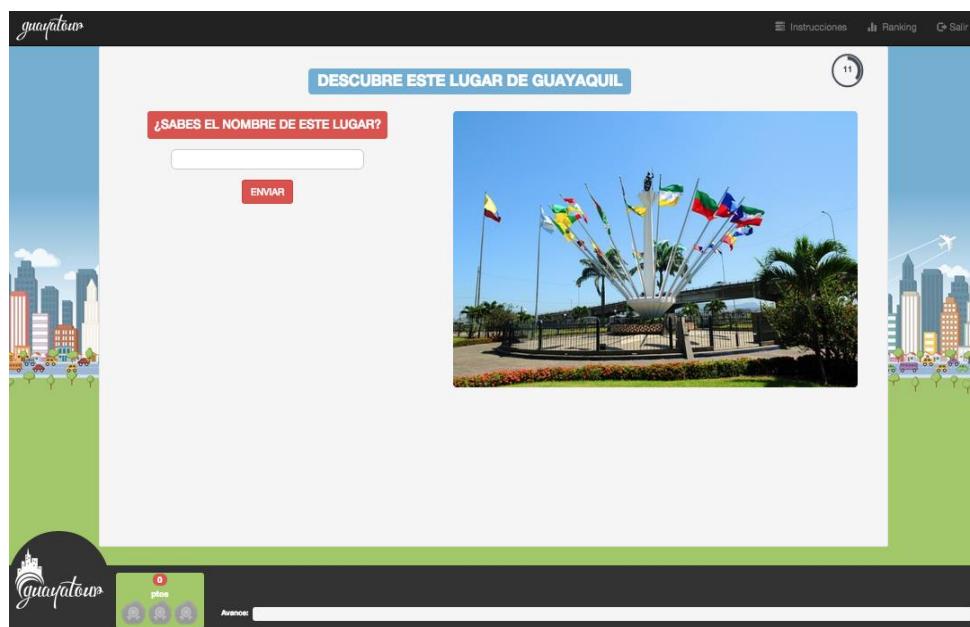 guayatour
Instrucciones
Ranking
Salir
DESCUBRE ESTE LUGAR DE GUAYAQUIL
11
¿SABES EL NOMBRE DE ESTE LUGAR?
ENVIAR
guayatour
0
ptos
Avance: